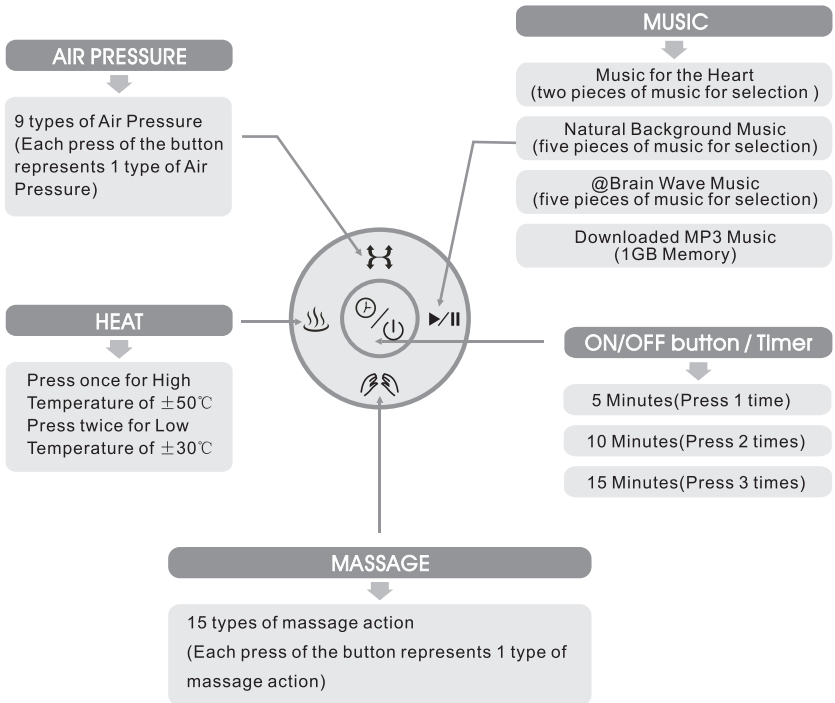 AIR PRESSURE
9 types of Air Pressure
(Each press of the button
represents 1 type of Air
Pressure)
MUSIC
Music for the Heart
(two pieces of music for selection )
Natural Background Music
(five pieces of music for selection)
@Brain Wave Music
(five pieces of music for selection)
Downloaded MP3 Music
(1GB Memory)
HEAT
Press once for High
Temperature of ±50℃
Press twice for Low
Temperature of ±30℃
ON/OFF button / TImer
5 Minutes(Press 1 time)
10 Minutes(Press 2 times)
15 Minutes(Press 3 times)
MASSAGE
15 types of massage action
(Each press of the button represents 1 type of
massage action)